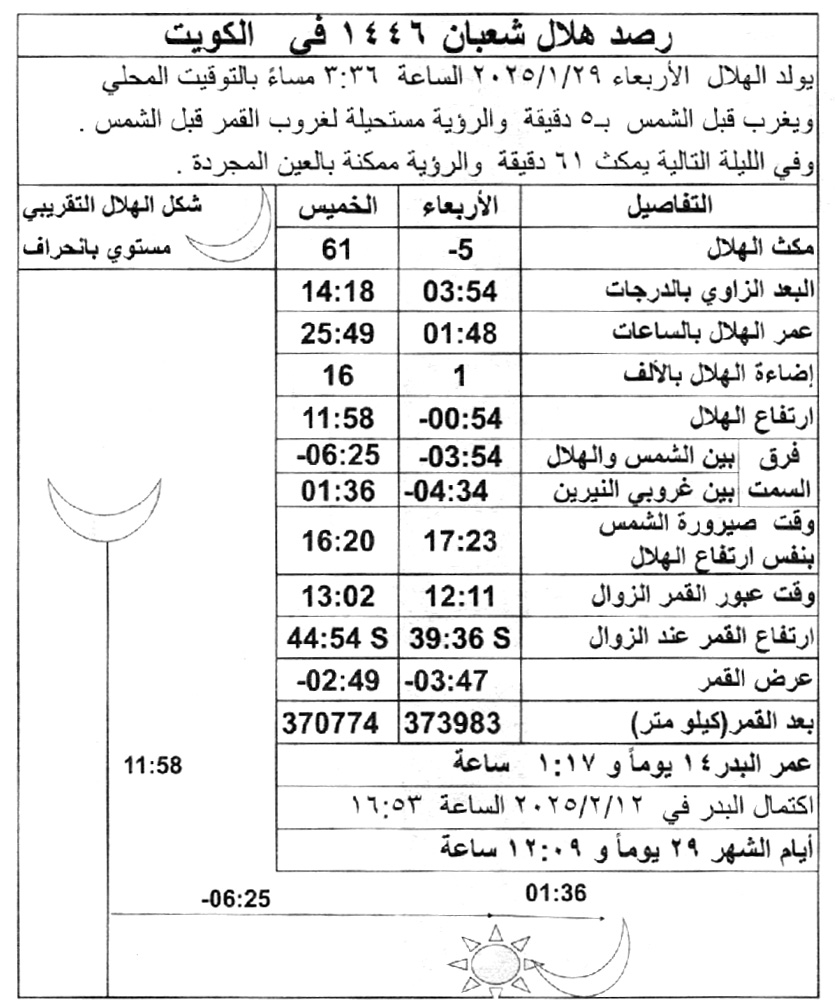 رصد هلال شعبان ١٤٤٦ في الكويت
يولد الهلال الأربعاء ٢٠٢٥/١/٢٩ الساعة ٣:٣٦ مساءً بالتوقيت المحلي
ويغرب قبل الشمس بـ٥ دقيقة والرؤية مستحيلة لغروب القمر قبل الشمس .
وفي الليلة التالية يمكث ٦١ دقيقة والرؤية ممكنة بالعين المجردة .
التفاصيل الأربعاء الخميس شكل الهلال التقريبي
مكث الهلال -5 61 مستوي بانحراف
البعد الزاوي بالدرجات 03:54 14:18
عمر الهلال بالساعات 01:48 25:49
إضاءة الهلال بالألف 1 16
ارتفاع الهلال -00:54 11:58
فرق بين الشمس والهلال -03:54 -06:25
السمت بين غروبي النيرين -04:34 01:36
وقت صيرورة الشمس
بنفس ارتفاع الهلال 17:23 16:20
وقت عبور القمر الزوال 12:11 13:02
ارتفاع القمر عند الزوال 39:36 S 44:54 S
عرض القمر -03:47 -02:49
بعد القمر(كيلو متر) 373983 370774
عمر البدر١٤ يوماً و ١:١٧ ساعة
11:58
اكتمال البدر في ٢٠٢٥/٢/١٢ الساعة ١٦:٥٣
أيام الشهر ٢٩ يوماً و ١٢:٠٩ ساعة
-06:25 01:36